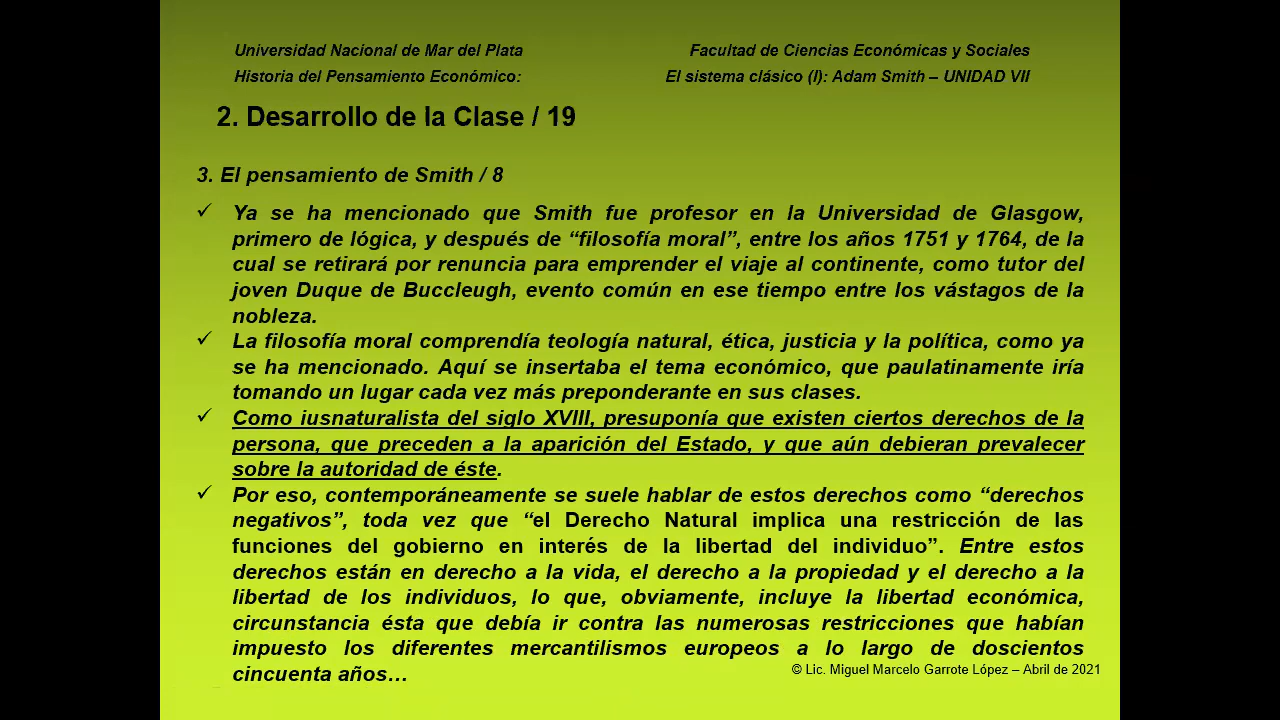 Universidad Nacional de Mar del Plata Facultad de Ciencias Económicas y Sociales
Historia del Pensamiento Económico: El sistema clásico (I): Adam Smith – UNIDAD VII
2. Desarrollo de la Clase / 19
3. El pensamiento de Smith / 8
✓ Ya se ha mencionado que Smith fue profesor en la Universidad de Glasgow,
primero de lógica, y después de “filosofía moral”, entre los años 1751 y 1764, de la
cual se retirará por renuncia para emprender el viaje al continente, como tutor del
joven Duque de Buccleugh, evento común en ese tiempo entre los vástagos de la
nobleza.
✓ La filosofía moral comprendía teología natural, ética, justicia y la política, como ya
se ha mencionado. Aquí se insertaba el tema económico, que paulatinamente iría
tomando un lugar cada vez más preponderante en sus clases.
✓ Como iusnaturalista del siglo XVIII, presuponía que existen ciertos derechos de la
persona, que preceden a la aparición del Estado, y que aún debieran prevalecer
sobre la autoridad de éste.
✓ Por eso, contemporáneamente se suele hablar de estos derechos como “derechos
negativos”, toda vez que “el Derecho Natural implica una restricción de las
funciones del gobierno en interés de la libertad del individuo”. Entre estos
derechos están en derecho a la vida, el derecho a la propiedad y el derecho a la
libertad de los individuos, lo que, obviamente, incluye la libertad económica,
circunstancia ésta que debía ir contra las numerosas restricciones que habían
impuesto los diferentes mercantilismos europeos a lo largo de doscientos
cincuenta años…
© Lic. Miguel Marcelo Garrote López – Abril de 2021